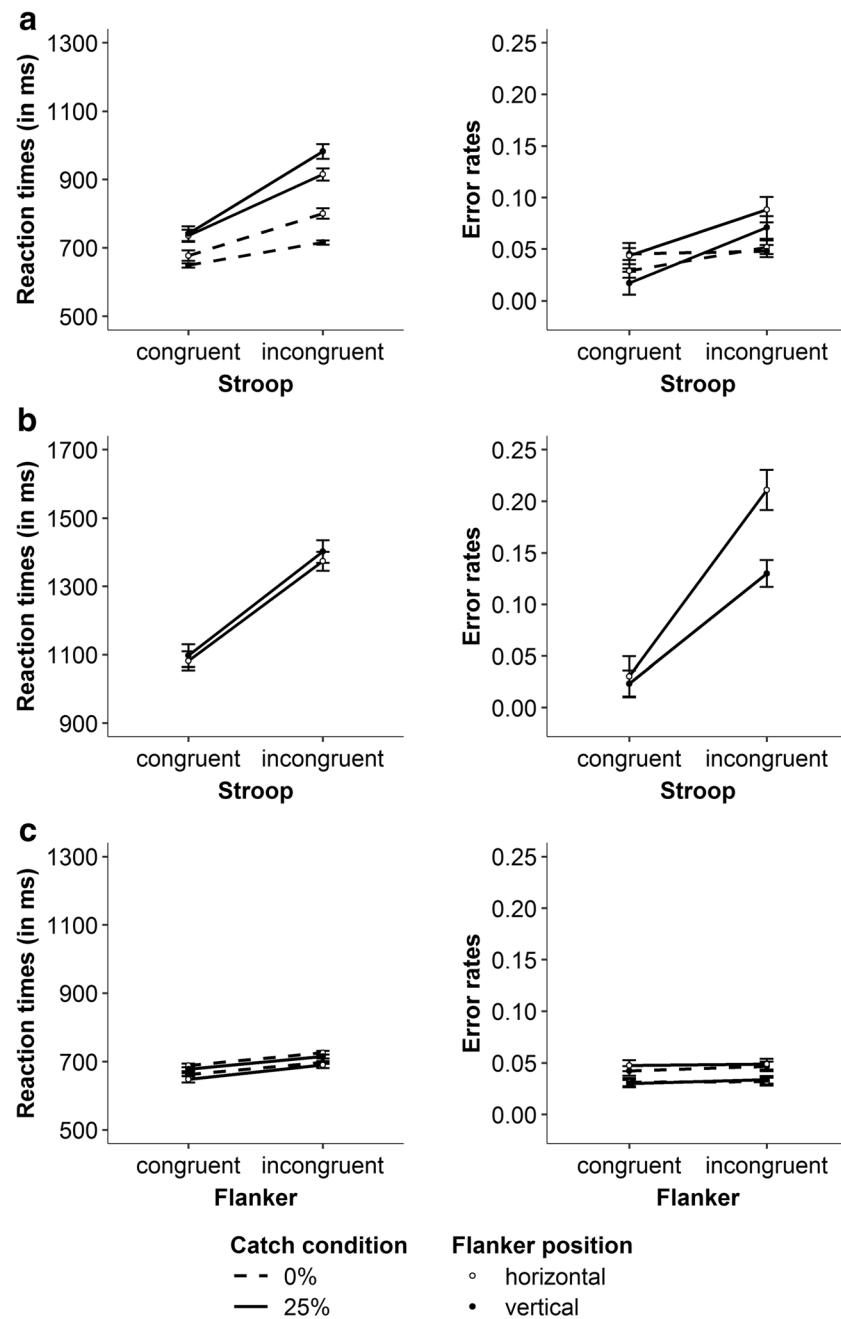 a
Reaction times (in ms)
1300
1100
900
700
500
congruent incongruent
Stroop
Error rates
0.25
0.20
0.15
0.10
0.05
0.00
congruent incongruent
Stroop
b
Reaction times (in ms)
1700
1500
1300
1100
900
congruent incongruent
Stroop
Error rates
0.25
0.20
0.15
0.10
0.05
0.00
congruent incongruent
Stroop
c
Reaction times (in ms)
1300
1100
900
700
500
congruent incongruent
Flanker
Error rates
0.25
0.20
0.15
0.10
0.05
0.00
congruent incongruent
Flanker
Catch condition
0%
25%
Flanker position
horizontal
vertical